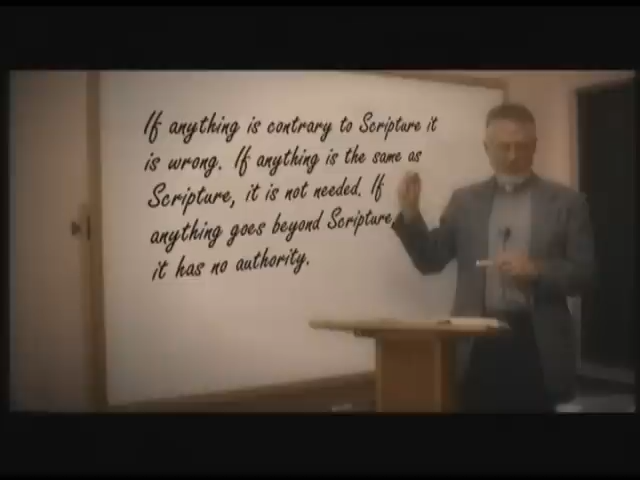 If anything is contrary to Scripture it
is wrong. If anything is the same as
Scripture, it is not needed. If
anything goes beyond Scripture,
it has no authority.